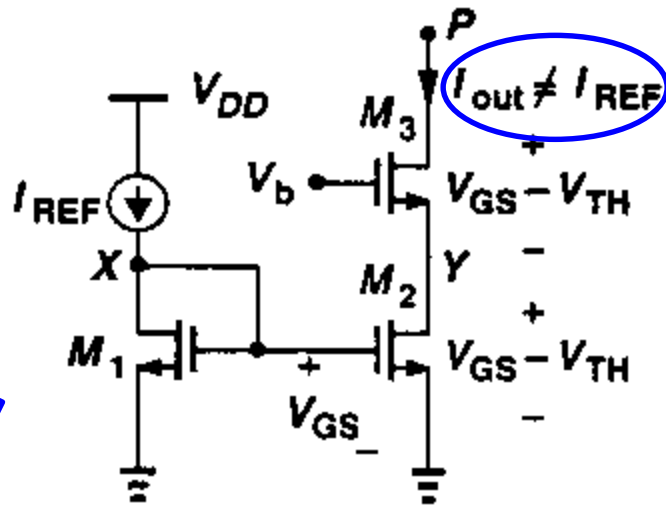 P
V_DD
I_out ≠ I_REF
M_3
+
V_b
V_GS − V_TH
I_REF
−
X
Y
M_2
+
M_1
+
V_GS − V_TH
V_GS
−
−